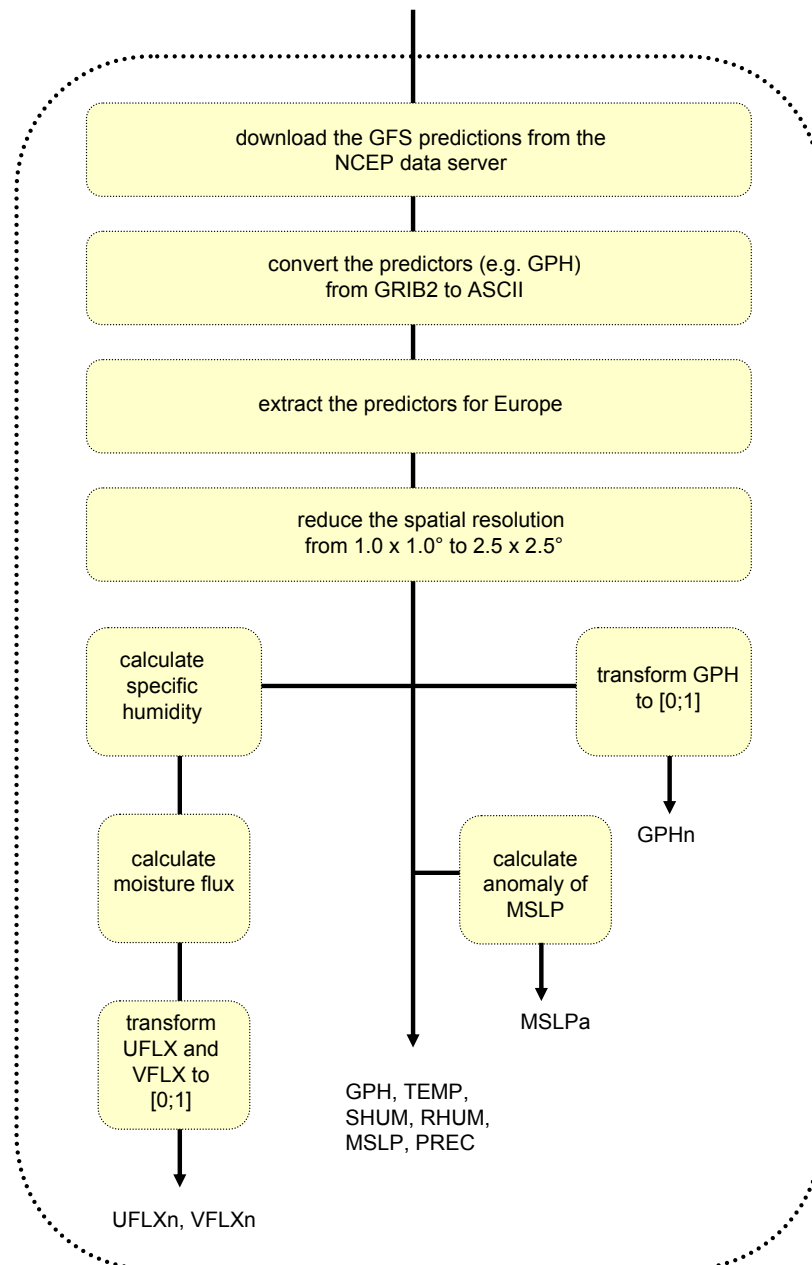 download the GFS predictions from the
NCEP data server
convert the predictors (e.g. GPH)
from GRIB2 to ASCII
extract the predictors for Europe
reduce the spatial resolution
from 1.0 x 1.0° to 2.5 x 2.5°
calculate
specific
humidity
transform GPH
to [0;1]
GPHn
calculate
moisture flux
calculate
anomaly of
MSLP
MSLPa
transform
UFLX and
VFLX to
[0;1]
GPH, TEMP,
SHUM, RHUM,
MSLP, PREC
UFLXn, VFLXn